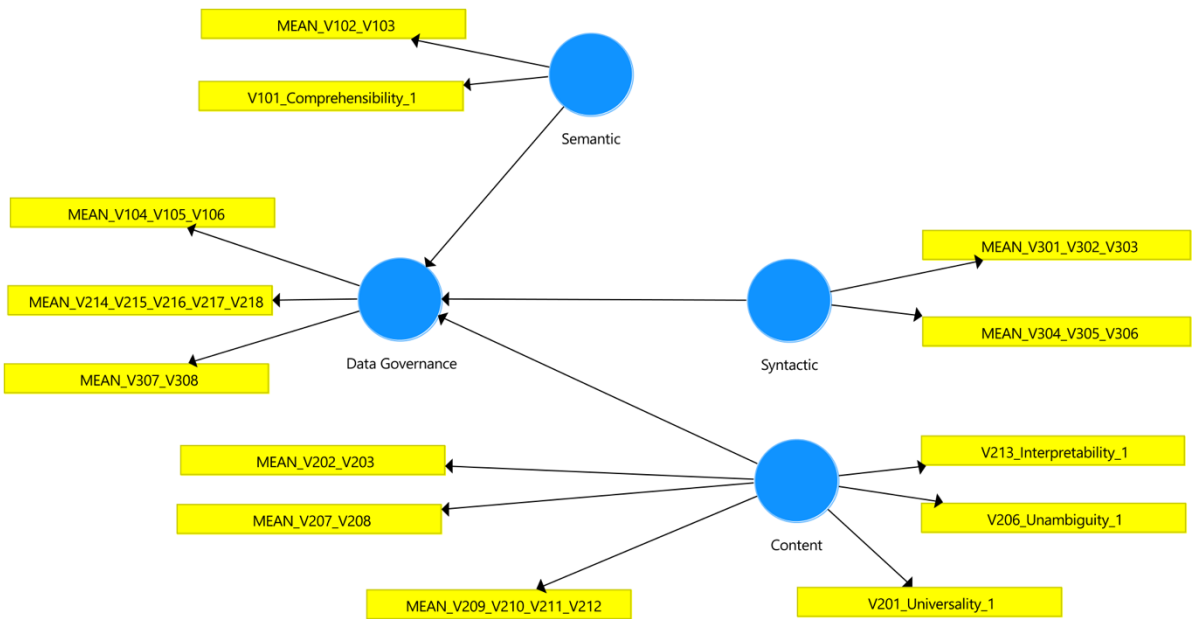 MEAN_V102_V103
V101_Comprehensibility_1
Semantic
MEAN_V104_V105_V106
MEAN_V301_V302_V303
MEAN_V214_V215_V216_V217_V218
MEAN_V304_V305_V306
Data Governance
Syntactic
MEAN_V307_V308
V213_Interpretability_1
MEAN_V202_V203
MEAN_V207_V208
V206_Unambiguity_1
Content
MEAN_V209_V210_V211_V212
V201_Universality_1